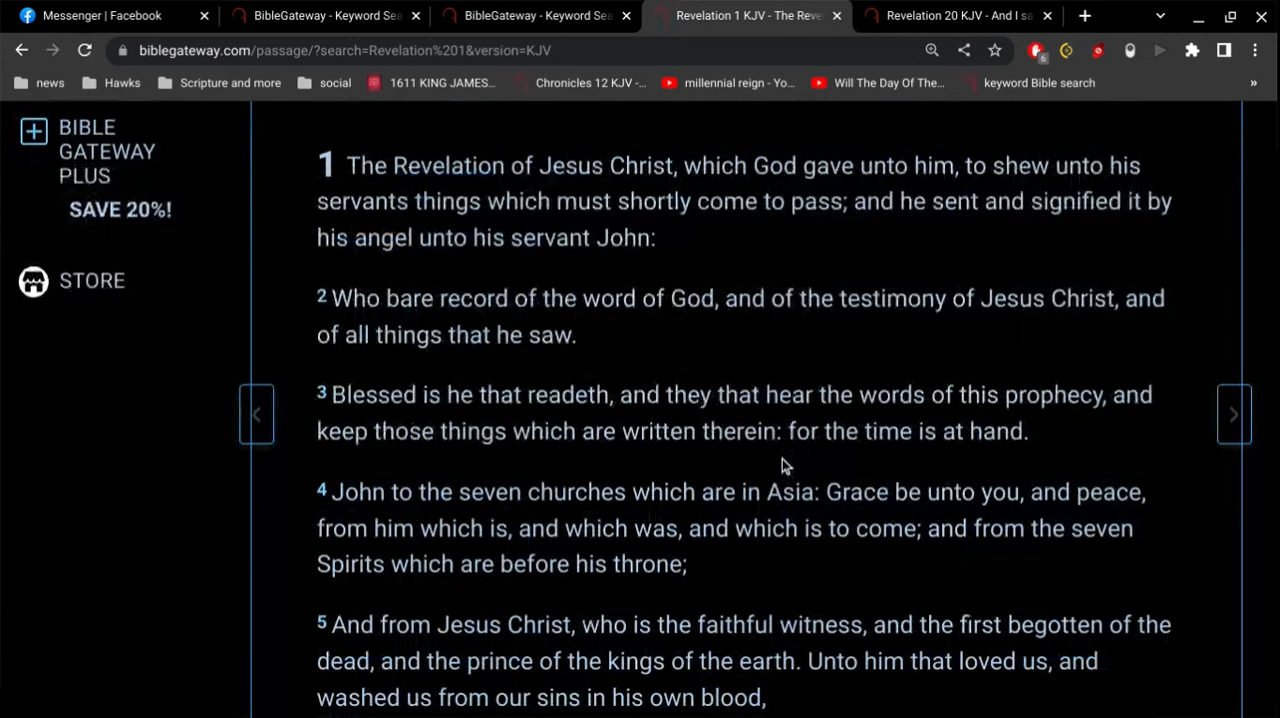 Messenger | Facebook
BibleGateway - Keyword Sea
BibleGateway - Keyword Sea
Revelation 1 KJV - The Reve
Revelation 20 KJV - And I sa
biblegateway.com/passage/?search=Revelation%201&version=KJV
6
news
Hawks
Scripture and more
social
1611 KING JAMES...
Chronicles 12 KJV -...
millennial reign - Yo...
Will The Day Of The...
keyword Bible search
»
BIBLE
GATEWAY
PLUS
SAVE 20%!
STORE
1 The Revelation of Jesus Christ, which God gave unto him, to shew unto his
servants things which must shortly come to pass; and he sent and signified it by
his angel unto his servant John:
2 Who bare record of the word of God, and of the testimony of Jesus Christ, and
of all things that he saw.
3 Blessed is he that readeth, and they that hear the words of this prophecy, and
keep those things which are written therein: for the time is at hand.
4 John to the seven churches which are in Asia: Grace be unto you, and peace,
from him which is, and which was, and which is to come; and from the seven
Spirits which are before his throne;
5 And from Jesus Christ, who is the faithful witness, and the first begotten of the
dead, and the prince of the kings of the earth. Unto him that loved us, and
washed us from our sins in his own blood,